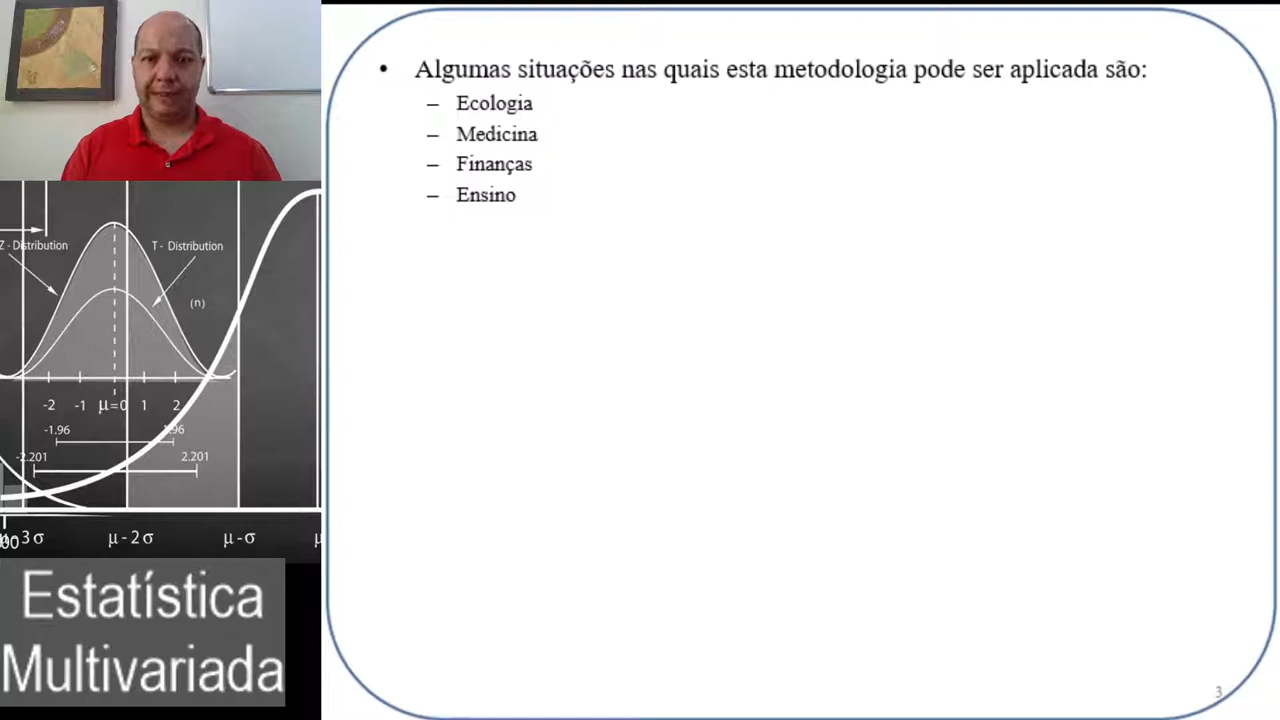 • Algumas situações nas quais esta metodologia pode ser aplicada são:
– Ecologia
– Medicina
– Finanças
– Ensino
Z - Distribution
T - Distribution
(n)
-2 -1 μ=0 1 2
-1.96
-2.201 2.201
μ - 2 σ μ - σ
Estatística
Multivariada
3